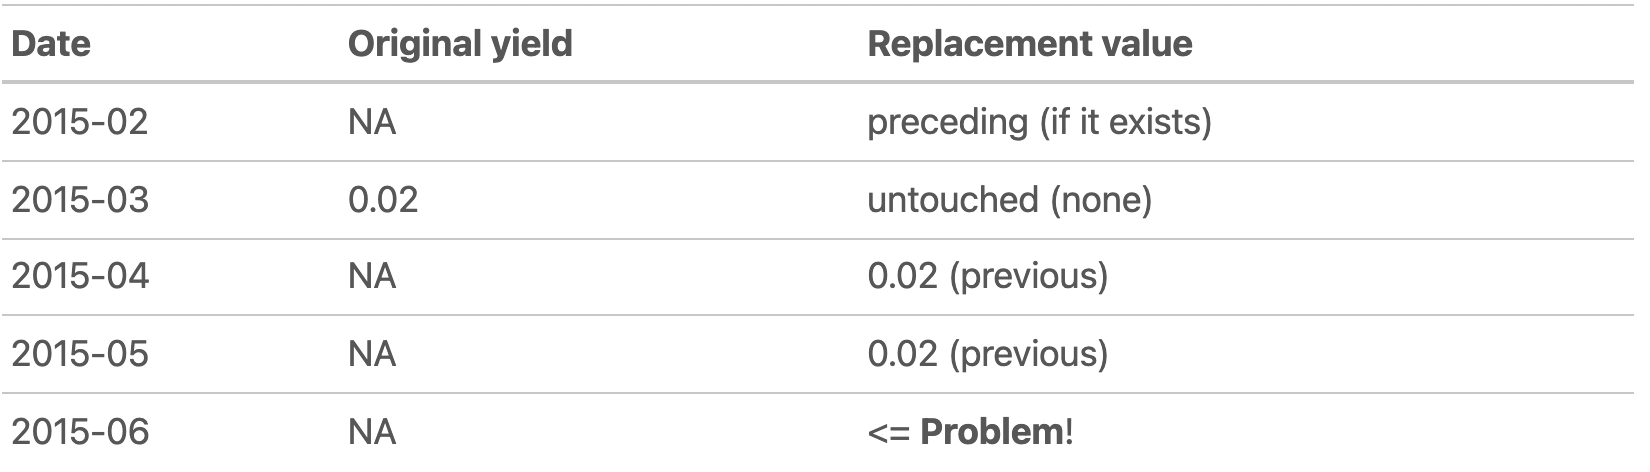 Date Original yield Replacement value
2015-02 NA preceding (if it exists)
2015-03 0.02 untouched (none)
2015-04 NA 0.02 (previous)
2015-05 NA 0.02 (previous)
2015-06 NA <= Problem!